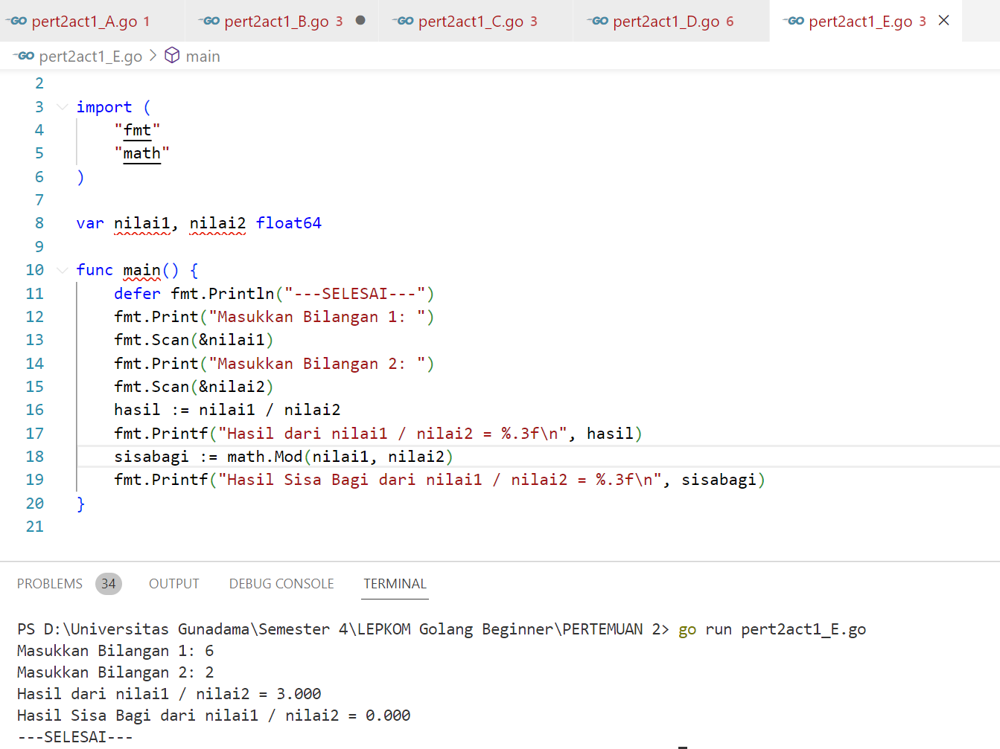 GO pert2act1_A.go 1 GO pert2act1_B.go 3 GO pert2act1_C.go 3 GO pert2act1_D.go 6 GO pert2act1_E.go 3
GO pert2act1_E.go > main
2
3 import (
4 "fmt"
5 "math"
6 )
7
8 var nilai1, nilai2 float64
9
10 func main() {
11 defer fmt.Println("---SELESAI---")
12 fmt.Print("Masukkan Bilangan 1: ")
13 fmt.Scan(&nilai1)
14 fmt.Print("Masukkan Bilangan 2: ")
15 fmt.Scan(&nilai2)
16 hasil := nilai1 / nilai2
17 fmt.Printf("Hasil dari nilai1 / nilai2 = %.3f\n", hasil)
18 sisabagi := math.Mod(nilai1, nilai2)
19 fmt.Printf("Hasil Sisa Bagi dari nilai1 / nilai2 = %.3f\n", sisabagi)
20 }
21
PROBLEMS 34 OUTPUT DEBUG CONSOLE TERMINAL
PS D:\Universitas Gunadama\Semester 4\LEPKOM Golang Beginner\PERTEMUAN 2> go run pert2act1_E.go
Masukkan Bilangan 1: 6
Masukkan Bilangan 2: 2
Hasil dari nilai1 / nilai2 = 3.000
Hasil Sisa Bagi dari nilai1 / nilai2 = 0.000
---SELESAI---